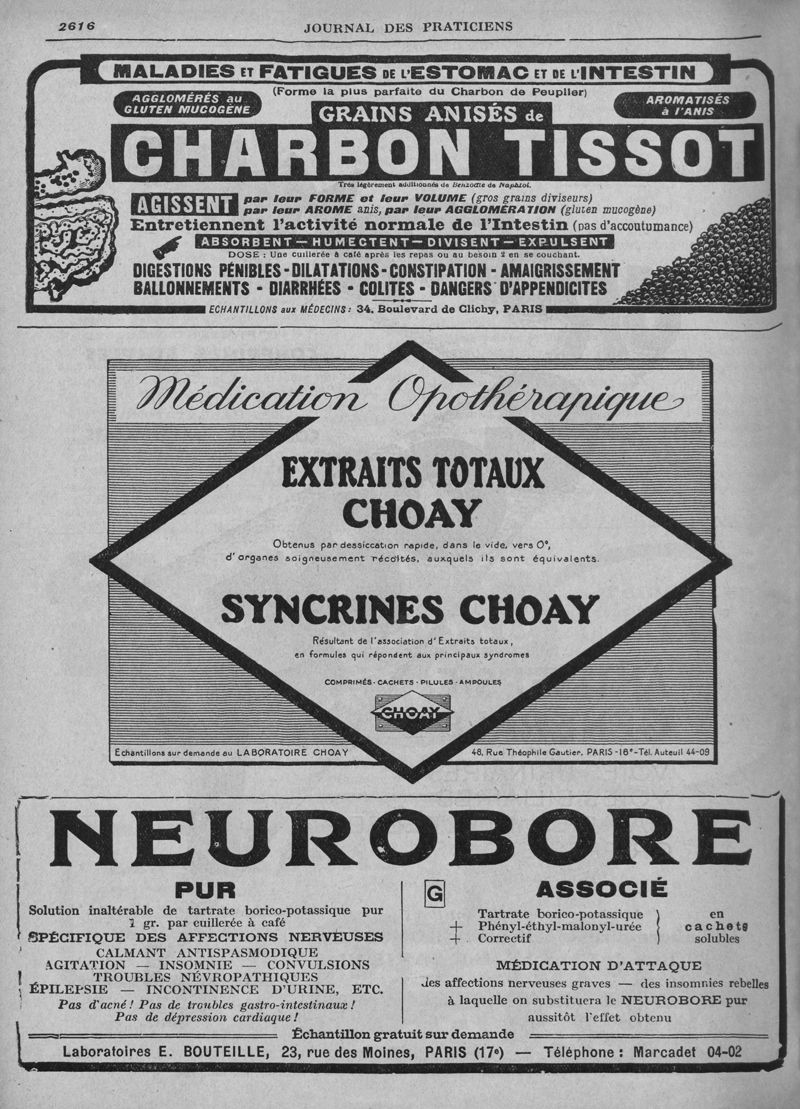 2616
JOURNAL DES PRATICIENS
MALADIES ET FATIGUES DE L'ESTOMAC ET DE L'INTESTIN
(Forme la plus parfaite du Charbon de Peuplier)
AGGLOMÉRÉS au
GLUTEN MUCOGÈNE
AROMATISÉS
à l'ANIS
GRAINS ANISÉS de
CHARBON TISSOT
Très légèrement additionnés de Benzoate de Naphtol.
AGISSENT
par leur FORME et leur VOLUME (gros grains diviseurs)
par leur AROME anis, par leur AGGLOMÉRATION (gluten mucogène)
Entretiennent l'activité normale de l'Intestin (pas d'accoutumance)
ABSORBENT — HUMECTENT — DIVISENT — EXPULSENT
DOSE : Une cuillerée à café après les repas ou au besoin 2 en se couchant.
DIGESTIONS PÉNIBLES - DILATATIONS - CONSTIPATION - AMAIGRISSEMENT
BALLONNEMENTS - DIARRHÉES - COLITES - DANGERS D'APPENDICITES
ECHANTILLONS aux MÉDECINS : 34. Boulevard de Clichy, PARIS
Médication Opothérapique
EXTRAITS TOTAUX
CHOAY
Obtenus par dessiccation rapide, dans le vide, vers 0°,
d'organes soigneusement récoltés, auxquels ils sont équivalents.
SYNCRINES CHOAY
Résultant de l'association d'Extraits totaux,
en formules qui répondent aux principaux syndromes
COMPRIMÉS - CACHETS - PILULES - AMPOULES
CHOAY
Echantillons sur demande au LABORATOIRE CHOAY
48, Rue Théophile Gautier. PARIS - 16e - Tél. Auteuil 44-09
NEUROBORE
PUR
Solution inaltérable de tartrate borico-potassique pur
1 gr. par cuillerée à café
SPÉCIFIQUE DES AFFECTIONS NERVEUSES
CALMANT ANTISPASMODIQUE
AGITATION — INSOMNIE — CONVULSIONS
TROUBLES NÉVROPATHIQUES
ÉPILEPSIE — INCONTINENCE D'URINE, ETC.
Pas d'acné ! Pas de troubles gastro-intestinaux !
Pas de dépression cardiaque !
G
ASSOCIÉ
Tartrate borico-potassique
+ Phényl-éthyl-malonyl-urée
+ Correctif
en
cachets
solubles
MÉDICATION D'ATTAQUE
des affections nerveuses graves — des insomnies rebelles
à laquelle on substituera le NEUROBORE pur
aussitôt l'effet obtenu
Échantillon gratuit sur demande
Laboratoires E. BOUTEILLE, 23, rue des Moines, PARIS (17e) — Téléphone : Marcadet 04-02